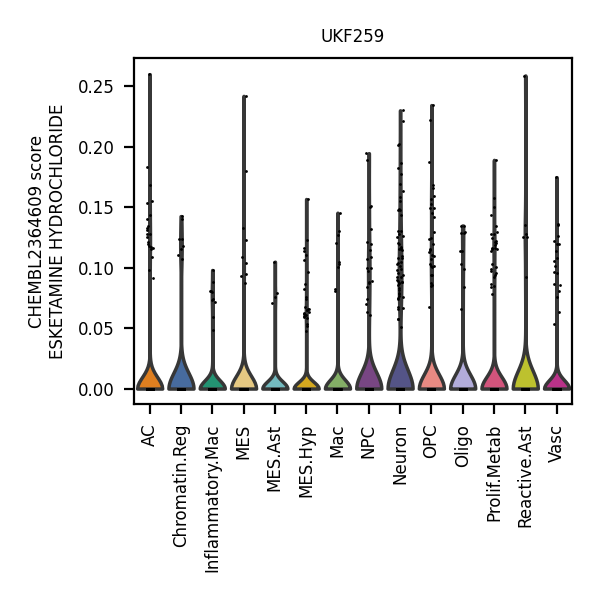 UKF259
CHEMBL2364609 score
ESKETAMINE HYDROCHLORIDE
0.25
0.20
0.15
0.10
0.05
0.00
AC
Chromatin.Reg
Inflammatory.Mac
MES
MES.Ast
MES.Hyp
Mac
NPC
Neuron
OPC
Oligo
Prolif.Metab
Reactive.Ast
Vasc